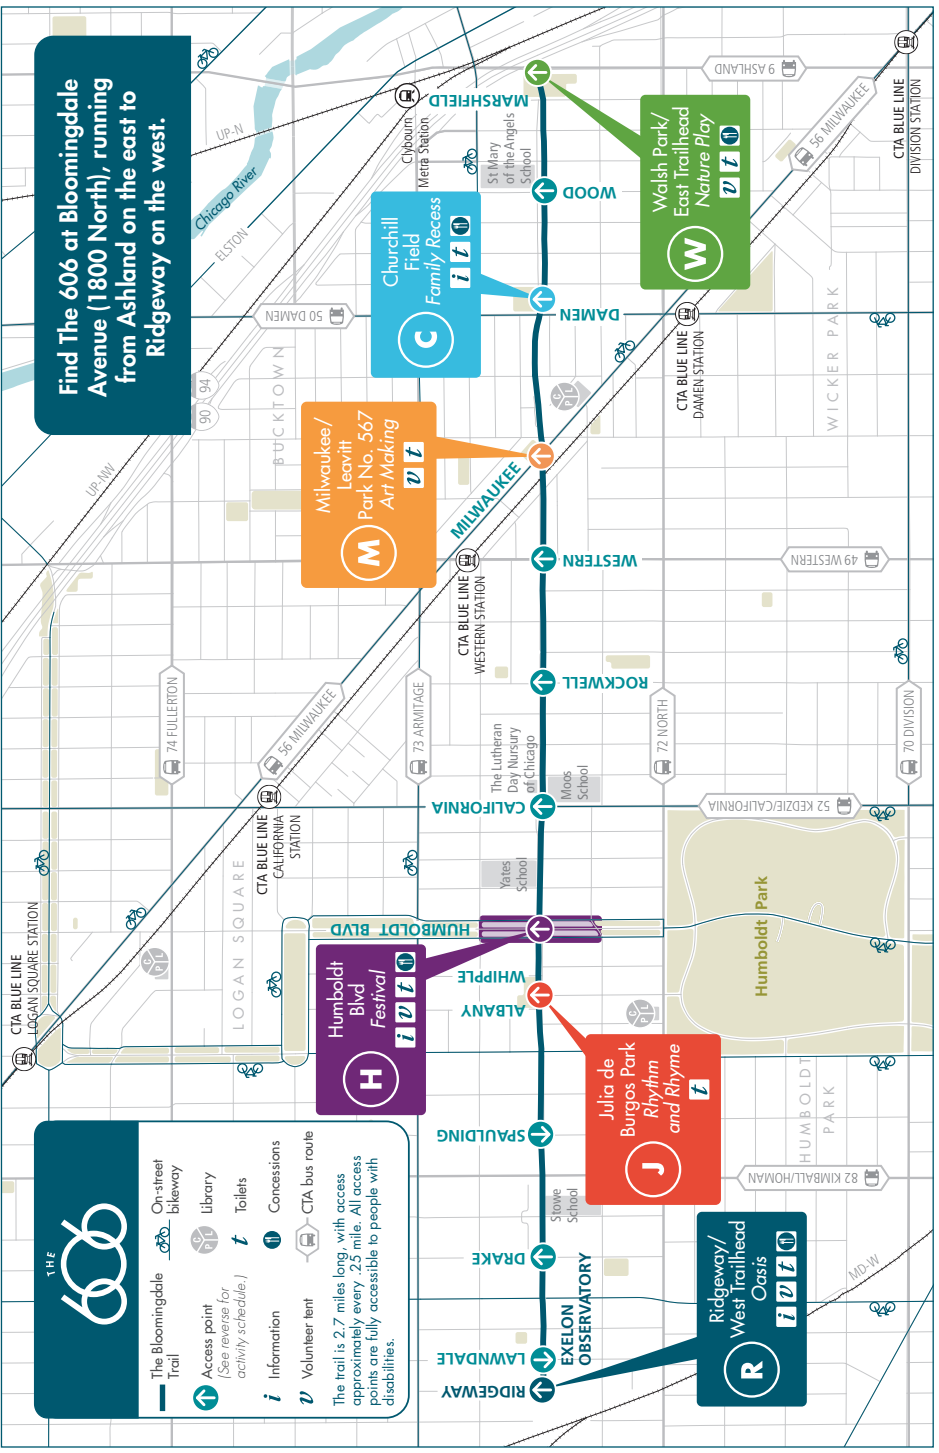 THE
606
The Bloomingdale
Trail
Access point
(See reverse for
activity schedule.)
i Information
v Volunteer tent
On-street
bikeway
CPL Library
t Toilets
Concessions
CTA bus route
The trail is 2.7 miles long, with access
approximately every .25 mile. All access
points are fully accessible to people with
disabilities.
Find The 606 at Bloomingdale
Avenue (1800 North), running
from Ashland on the east to
Ridgeway on the west.
CTA BLUE LINE
LOGAN SQUARE STATION
LOGAN SQUARE
CPL
CTA BLUE LINE
CALIFORNIA
STATION
56 MILWAUKEE
74 FULLERTON
73 ARMITAGE
UP-NW
90
94
BUCKTOWN
50 DAMEN
ELSTON
Chicago River
UP-N
Clybourn
Metra Station
H
Humboldt
Blvd
Festival
i v t
M
Milwaukee/
Leavitt
Park No. 567
Art Making
v t
C
Churchill
Field
Family Recess
i t
CTA BLUE LINE
WESTERN STATION
MILWAUKEE
RIDGEWAY
LAWNDALE
DRAKE
SPAULDING
ALBANY
WHIPPLE
HUMBOLDT BLVD
CALIFORNIA
ROCKWELL
WESTERN
DAMEN
WOOD
MARSHFIELD
Yates
School
The Lutheran
Day Nursury
of Chicago
Moos
School
St Mary
of the Angels
School
Stowe
School
EXELON
OBSERVATORY
CPL
CPL
R
Ridgeway/
West Trailhead
Oasis
i v t
J
Julia de
Burgos Park
Rhythm
and Rhyme
t
W
Walsh Park/
East Trailhead
Nature Play
v t
MD-W
82 KIMBALL/HOMAN
HUMBOLDT
PARK
Humboldt Park
52 KEDZIE/CALIFORNIA
72 NORTH
70 DIVISION
49 WESTERN
CTA BLUE LINE
DAMEN STATION
WICKER PARK
56 MILWAUKEE
9 ASHLAND
CTA BLUE LINE
DIVISION STATION